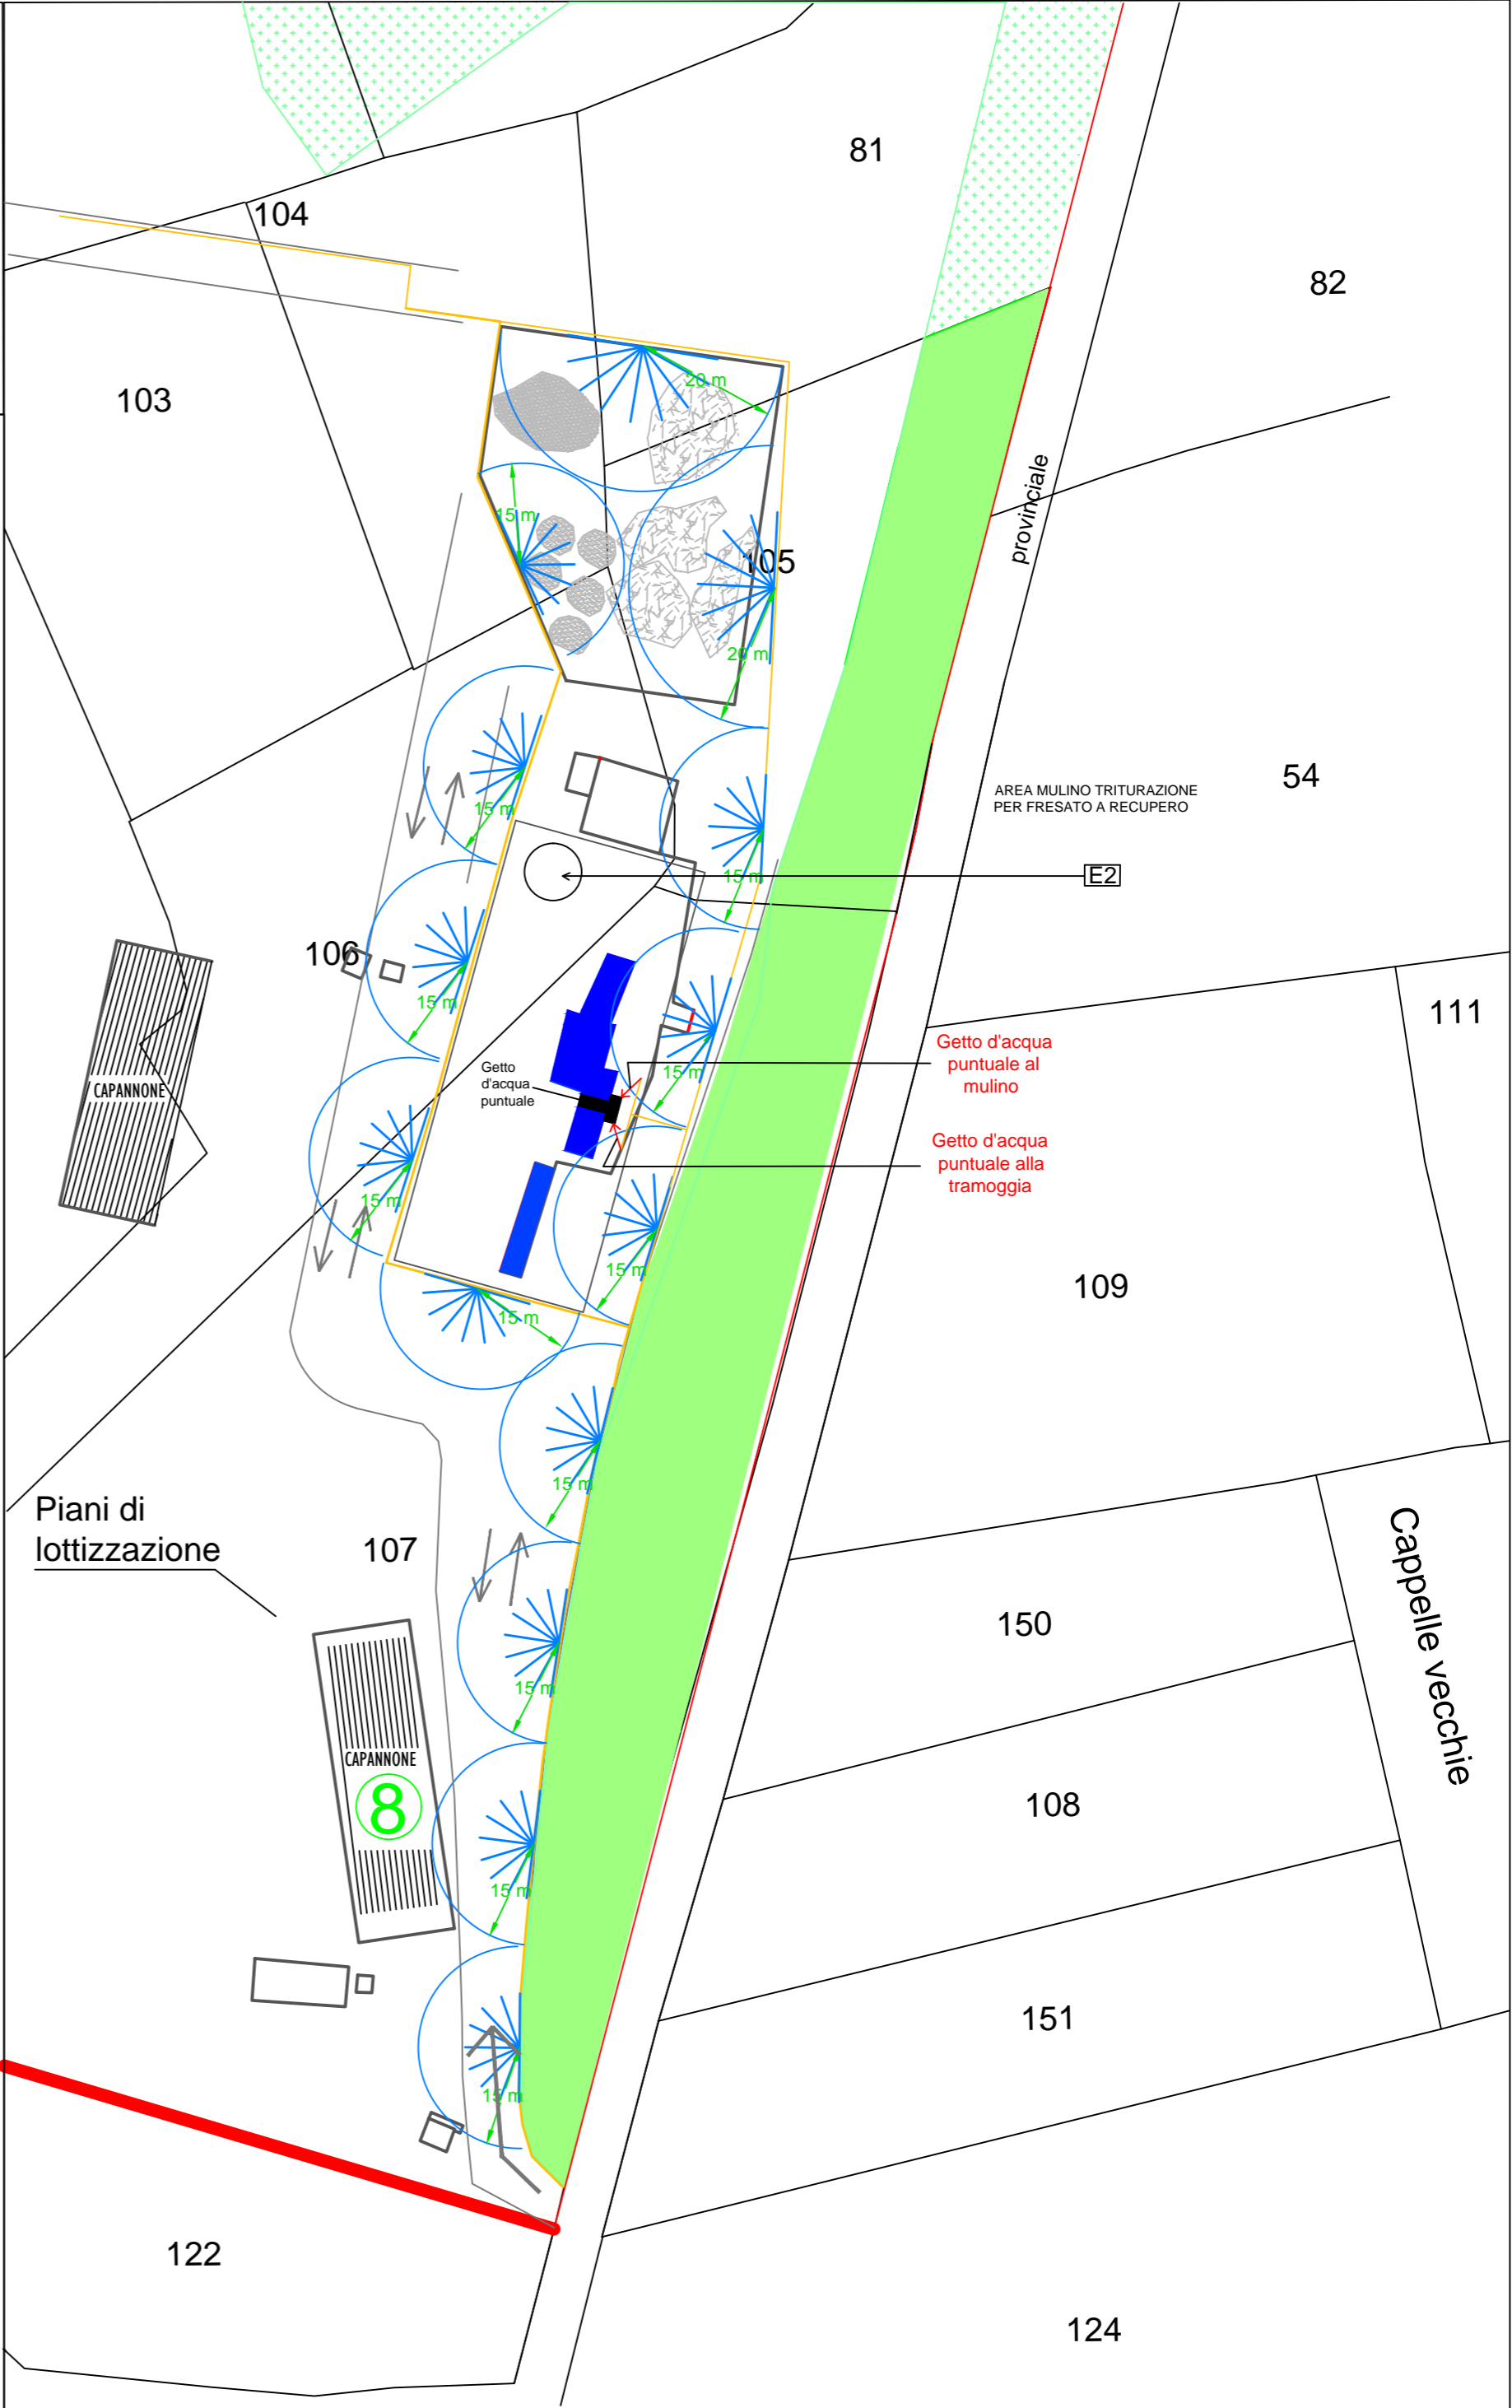 81
104
82
103
20 m
provinciale
15 m
105
20 m
54
AREA MULINO TRITURAZIONE
PER FRESATO A RECUPERO
15 m
15 m
E2
106
15 m
111
Getto d'acqua
puntuale al
mulino
Getto
d'acqua
puntuale
15 m
CAPANNONE
Getto d'acqua
puntuale alla
tramoggia
15 m
15 m
109
15 m
15 m
Piani di
lottizzazione
107
Cappelle vecchie
150
15 m
CAPANNONE
8
108
15 m
151
15 m
122
124